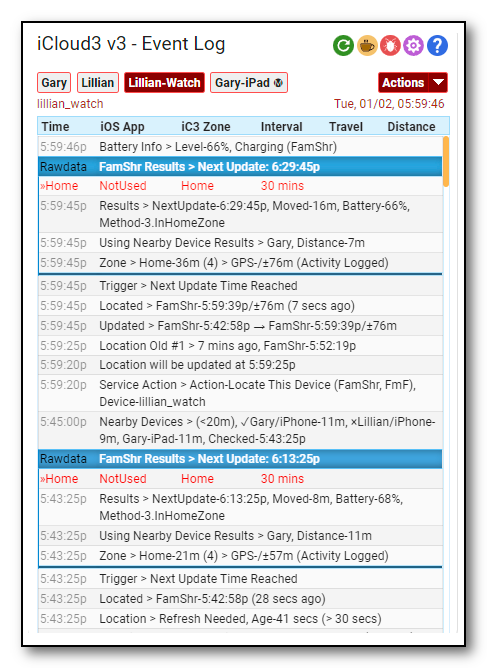 iCloud3 v3 - Event Log
Gary Lillian Lillian-Watch Gary-iPad Actions
lillian_watch Tue, 01/02, 05:59:46
Time iOS App iC3 Zone Interval Travel Distance
5:59:46p Battery Info > Level-66%, Charging (FamShr)
Rawdata FamShr Results > Next Update: 6:29:45p
»Home NotUsed Home 30 mins
5:59:45p Results > NextUpdate-6:29:45p, Moved-16m, Battery-66%,
Method-3.InHomeZone
5:59:45p Using Nearby Device Results > Gary, Distance-7m
5:59:45p Zone > Home-36m (4) > GPS-/±76m (Activity Logged)
5:59:45p Trigger > Next Update Time Reached
5:59:45p Located > FamShr-5:59:39p/±76m (7 secs ago)
5:59:45p Updated > FamShr-5:42:58p → FamShr-5:59:39p/±76m
5:59:25p Location Old #1 > 7 mins ago, FamShr-5:52:19p
5:59:20p Location will be updated at 5:59:25p
5:59:20p Service Action > Action-Locate This Device (FamShr, FmF),
Device-lillian_watch
5:45:00p Nearby Devices > (<20m), ✓Gary/iPhone-11m, ×Lillian/iPhone-
9m, Gary-iPad-11m, Checked-5:43:25p
Rawdata FamShr Results > Next Update: 6:13:25p
»Home NotUsed Home 30 mins
5:43:25p Results > NextUpdate-6:13:25p, Moved-8m, Battery-68%,
Method-3.InHomeZone
5:43:25p Using Nearby Device Results > Gary, Distance-11m
5:43:25p Zone > Home-21m (4) > GPS-/±57m (Activity Logged)
5:43:25p Trigger > Next Update Time Reached
5:43:25p Located > FamShr-5:42:58p (28 secs ago)
5:43:25p Location > Refresh Needed, Age-41 secs (> 30 secs)